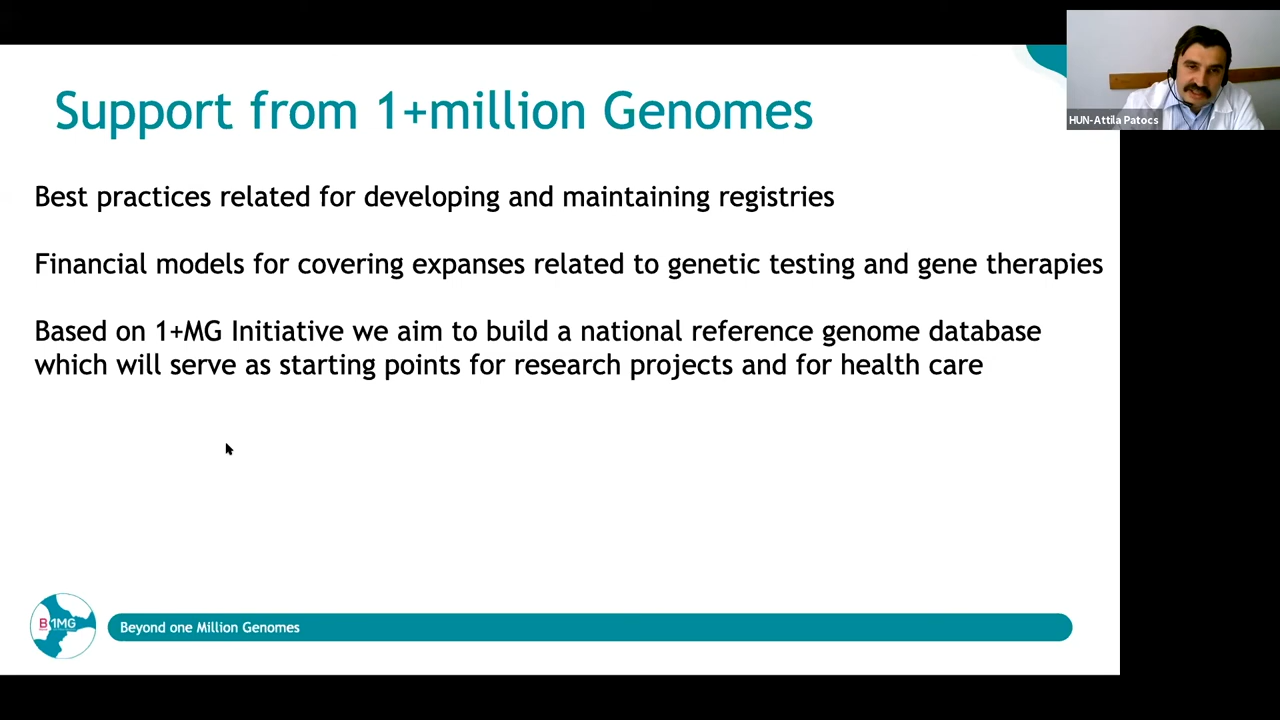 Support from 1+million Genomes
HUN-Attila Patocs
Best practices related for developing and maintaining registries
Financial models for covering expanses related to genetic testing and gene therapies
Based on 1+MG Initiative we aim to build a national reference genome database
which will serve as starting points for research projects and for health care
B1MG
Beyond one Million Genomes